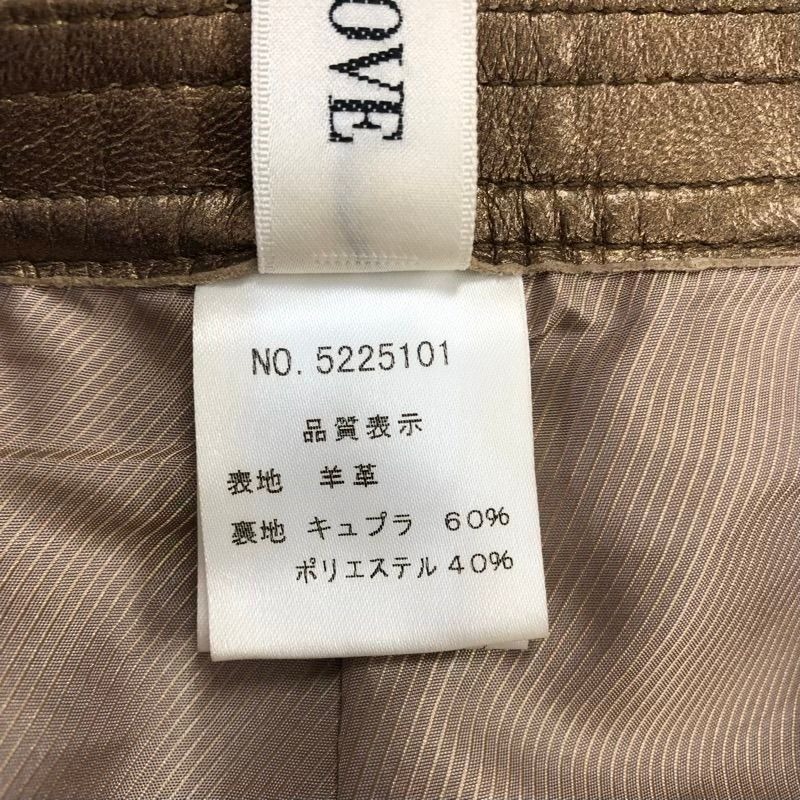 OVE
NO. 5225101
品質表示
表地 羊革
裏地 キュプラ 60%
ポリエステル 40%